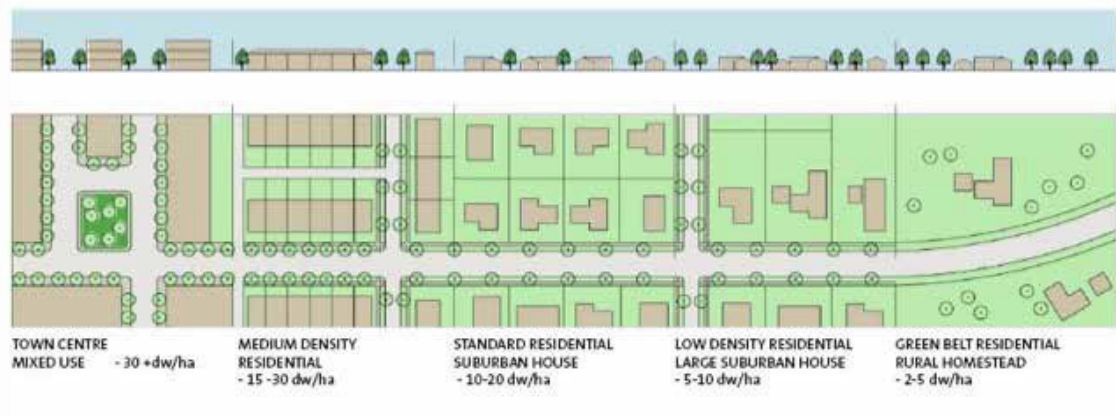 TOWN CENTRE
MIXED USE - 30 +dw/ha
MEDIUM DENSITY
RESIDENTIAL
- 15 -30 dw/ha
STANDARD RESIDENTIAL
SUBURBAN HOUSE
- 10-20 dw/ha
LOW DENSITY RESIDENTIAL
LARGE SUBURBAN HOUSE
- 5-10 dw/ha
GREEN BELT RESIDENTIAL
RURAL HOMESTEAD
- 2-5 dw/ha